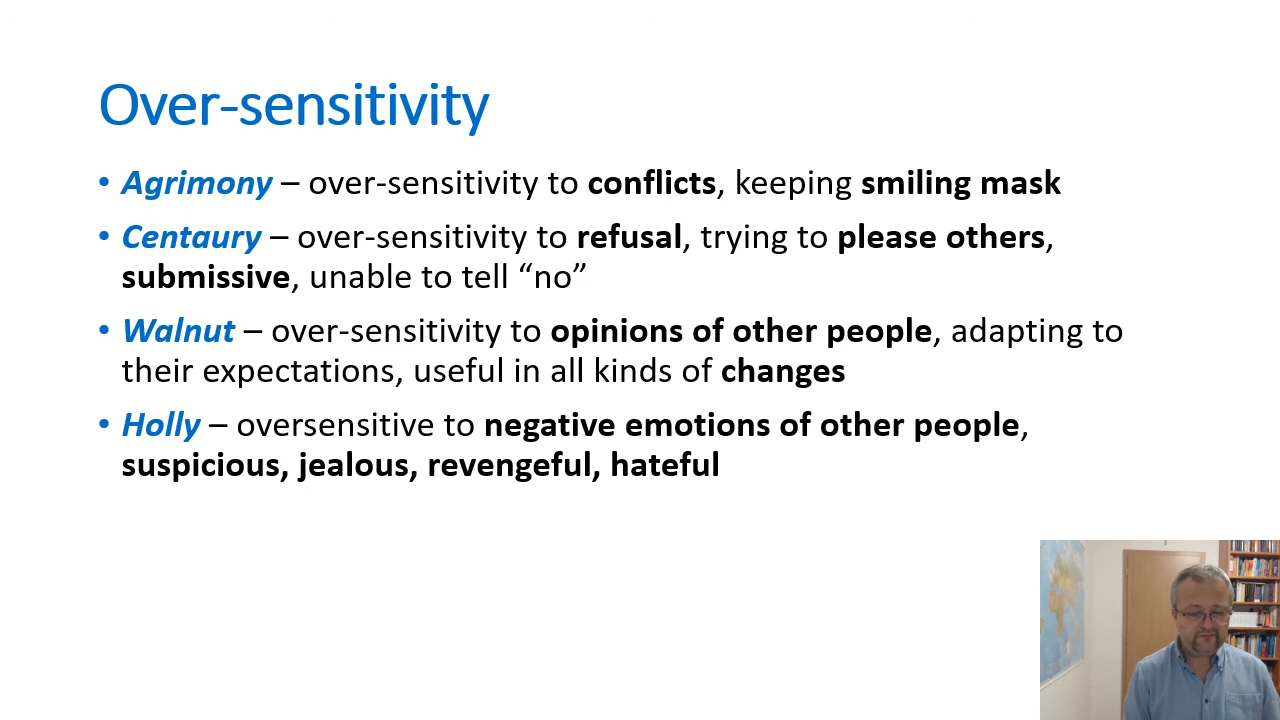 Over-sensitivity
• Agrimony – over-sensitivity to conflicts, keeping smiling mask
• Centaury – over-sensitivity to refusal, trying to please others,
submissive, unable to tell “no”
• Walnut – over-sensitivity to opinions of other people, adapting to
their expectations, useful in all kinds of changes
• Holly – oversensitive to negative emotions of other people,
suspicious, jealous, revengeful, hateful